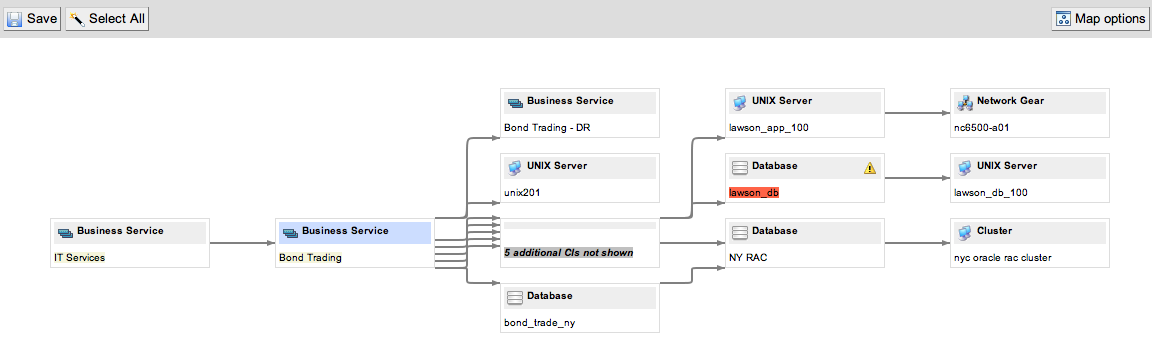 Save
Select All
Map options
Business Service
Bond Trading - DR
UNIX Server
lawson_app_100
Network Gear
nc6500-a01
UNIX Server
unix201
Database
lawson_db
UNIX Server
lawson_db_100
Business Service
IT Services
Business Service
Bond Trading
5 additional CIs not shown
Database
NY RAC
Cluster
nyc oracle rac cluster
Database
bond_trade_ny